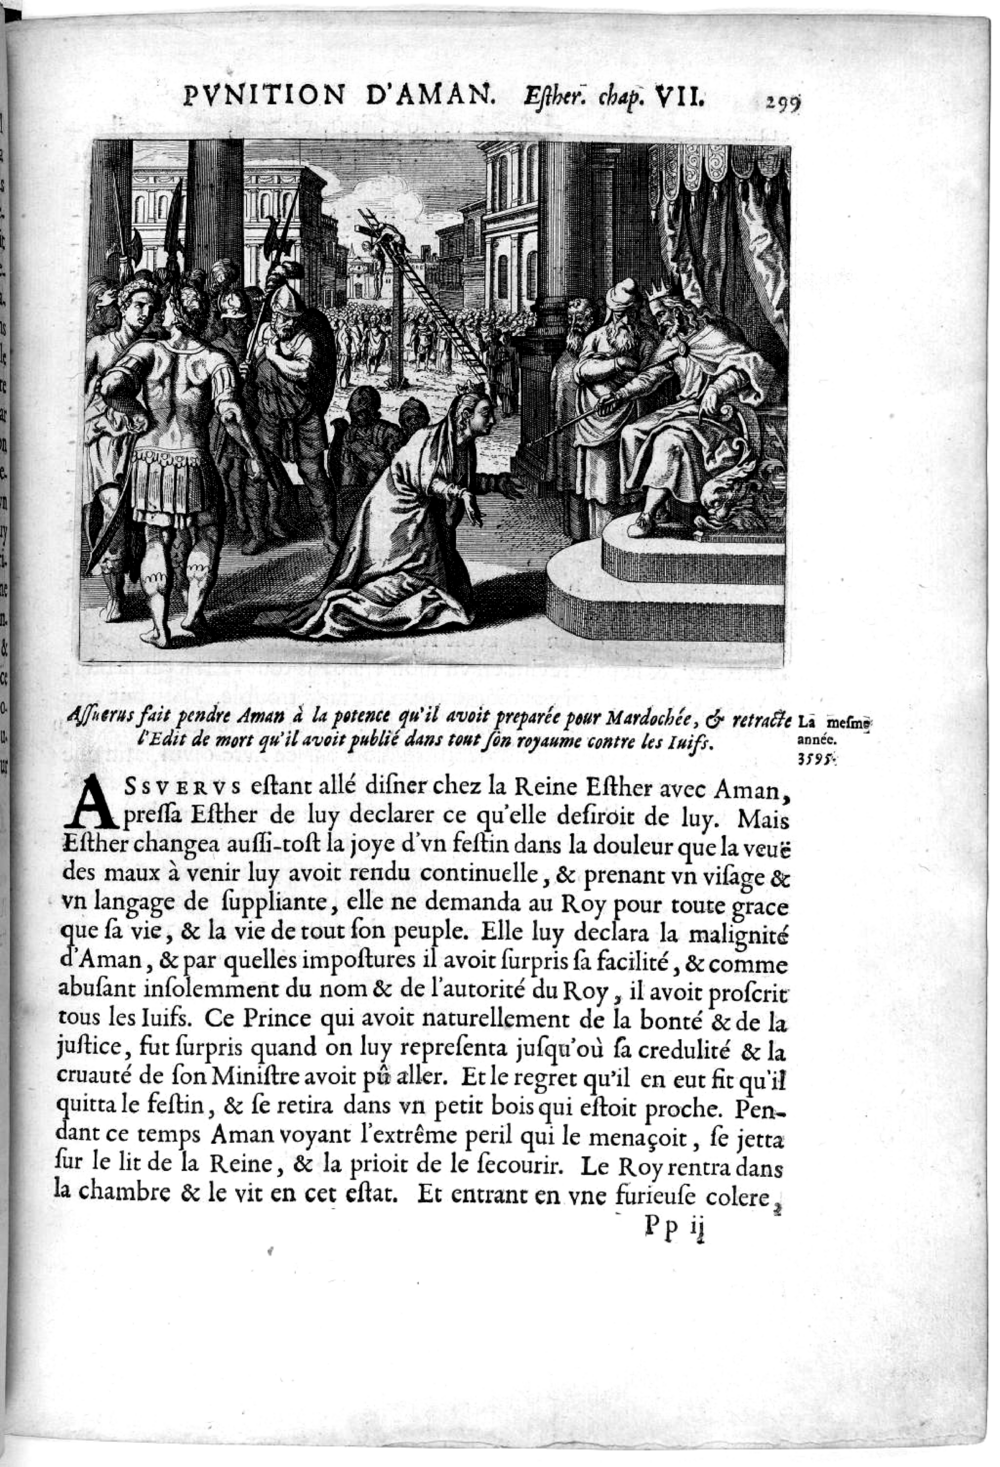 PVNITION D'AMAN. Eſther. chap. VII. 299
Aſſuerus fait pendre Aman à la potence qu'il avoit preparée pour Mardochée, & retracte
l'Edit de mort qu'il avoit publié dans tout ſon royaume contre les Iuifs.
La meſme
année.
3595.
ASSVERVS eſtant allé diſner chez la Reine Eſther avec Aman,
preſſa Eſther de luy declarer ce qu'elle deſiroit de luy. Mais
Eſther changea auſſi-toſt la joye d'vn feſtin dans la douleur que la veuë
des maux à venir luy avoit rendu continuelle, & prenant vn viſage &
vn langage de ſuppliante, elle ne demanda au Roy pour toute grace
que ſa vie, & la vie de tout ſon peuple. Elle luy declara la malignité
d'Aman, & par quelles impoſtures il avoit ſurpris ſa facilité, & comme
abuſant inſolemment du nom & de l'autorité du Roy, il avoit proſcrit
tous les Iuifs. Ce Prince qui avoit naturellement de la bonté & de la
juſtice, fut ſurpris quand on luy repreſenta juſqu'où ſa credulité & la
cruauté de ſon Miniſtre avoit pû aller. Et le regret qu'il en eut fit qu'il
quitta le feſtin, & ſe retira dans vn petit bois qui eſtoit proche. Pen-
dant ce temps Aman voyant l'extrême peril qui le menaçoit, ſe jetta
ſur le lit de la Reine, & la prioit de le ſecourir. Le Roy rentra dans
la chambre & le vit en cet eſtat. Et entrant en vne furieuſe colere,
Pp ij